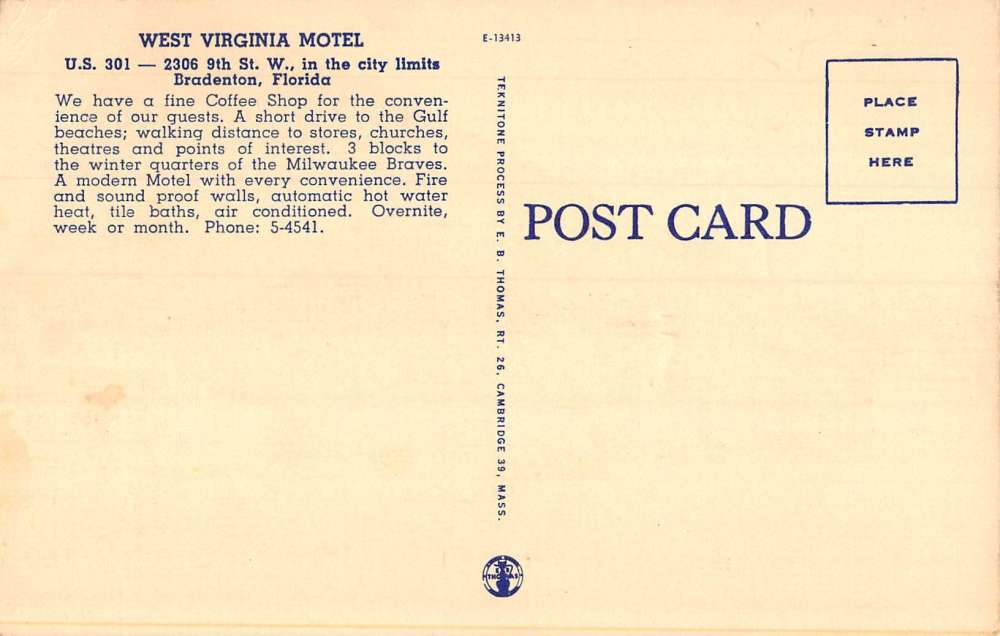 WEST VIRGINIA MOTEL
U.S. 301 — 2306 9th St. W., in the city limits
Bradenton, Florida
We have a fine Coffee Shop for the conven-
ience of our guests. A short drive to the Gulf
beaches; walking distance to stores, churches,
theatres and points of interest. 3 blocks to
the winter quarters of the Milwaukee Braves.
A modern Motel with every convenience. Fire
and sound proof walls, automatic hot water
heat, tile baths, air conditioned. Overnite,
week or month. Phone: 5-4541.
E-13413
TEKNITONE PROCESS BY E. B. THOMAS, RT. 26, CAMBRIDGE 39, MASS.
THOMAS
POST CARD
PLACE
STAMP
HERE